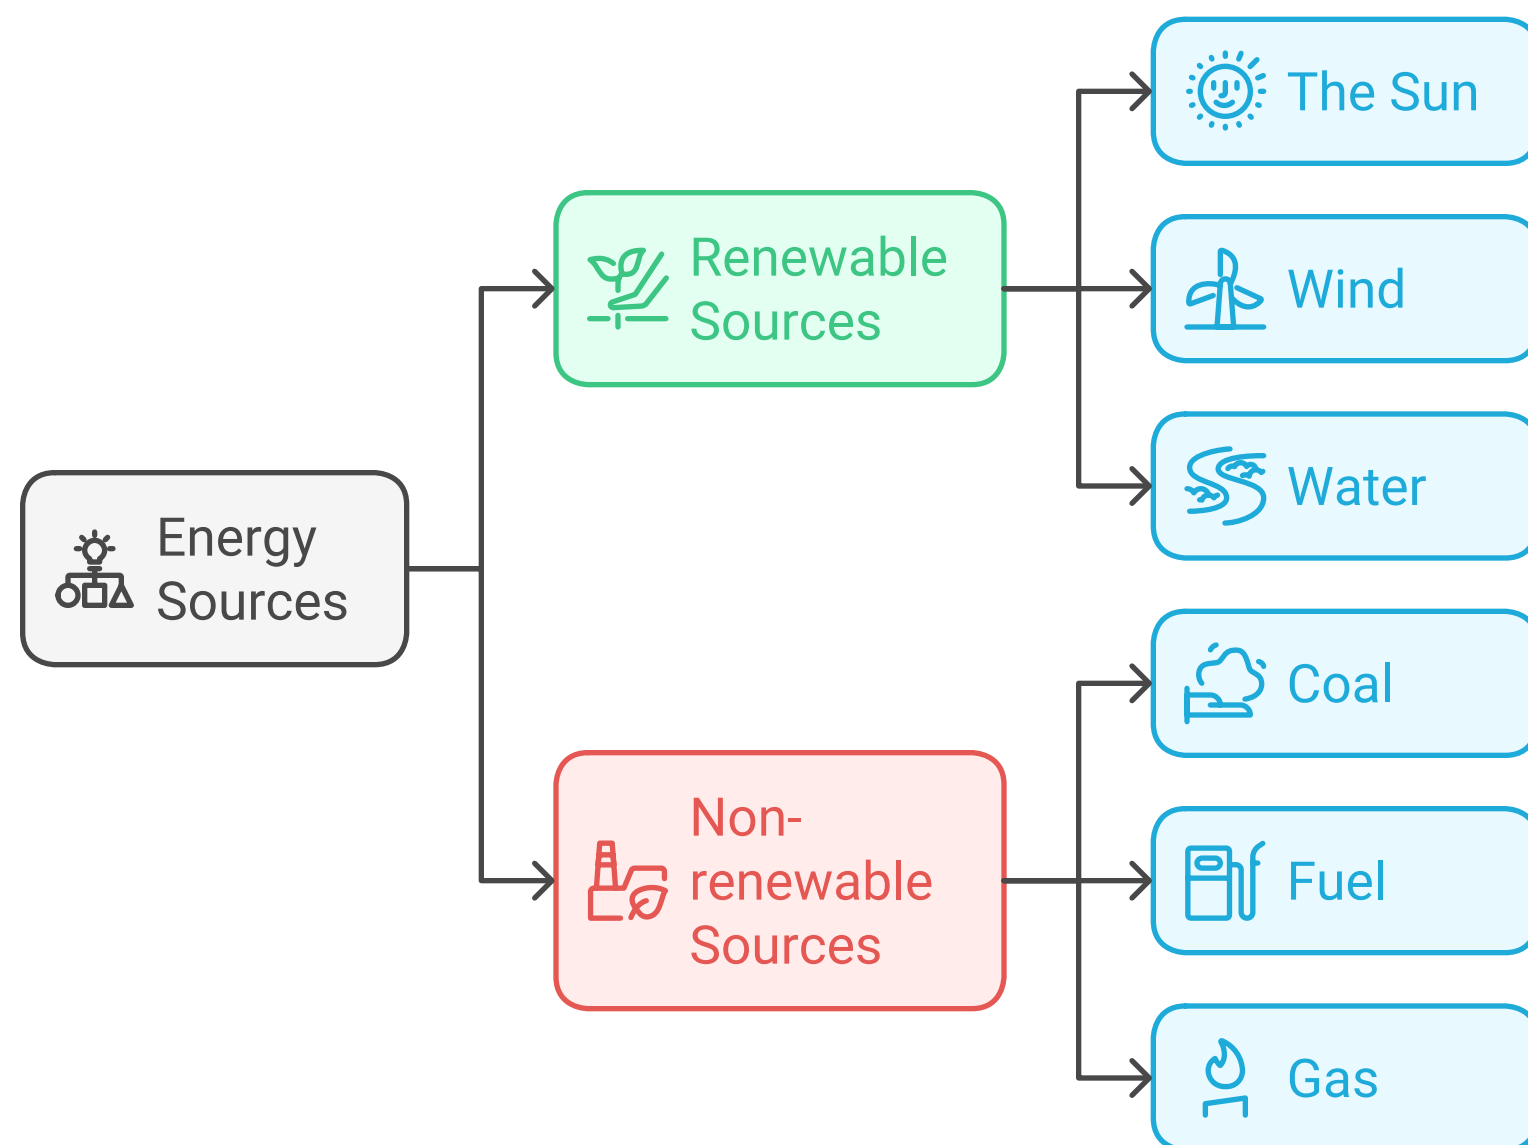 Energy
Sources
Renewable
Sources
The Sun
Wind
Water
Non-
renewable
Sources
Coal
Fuel
Gas